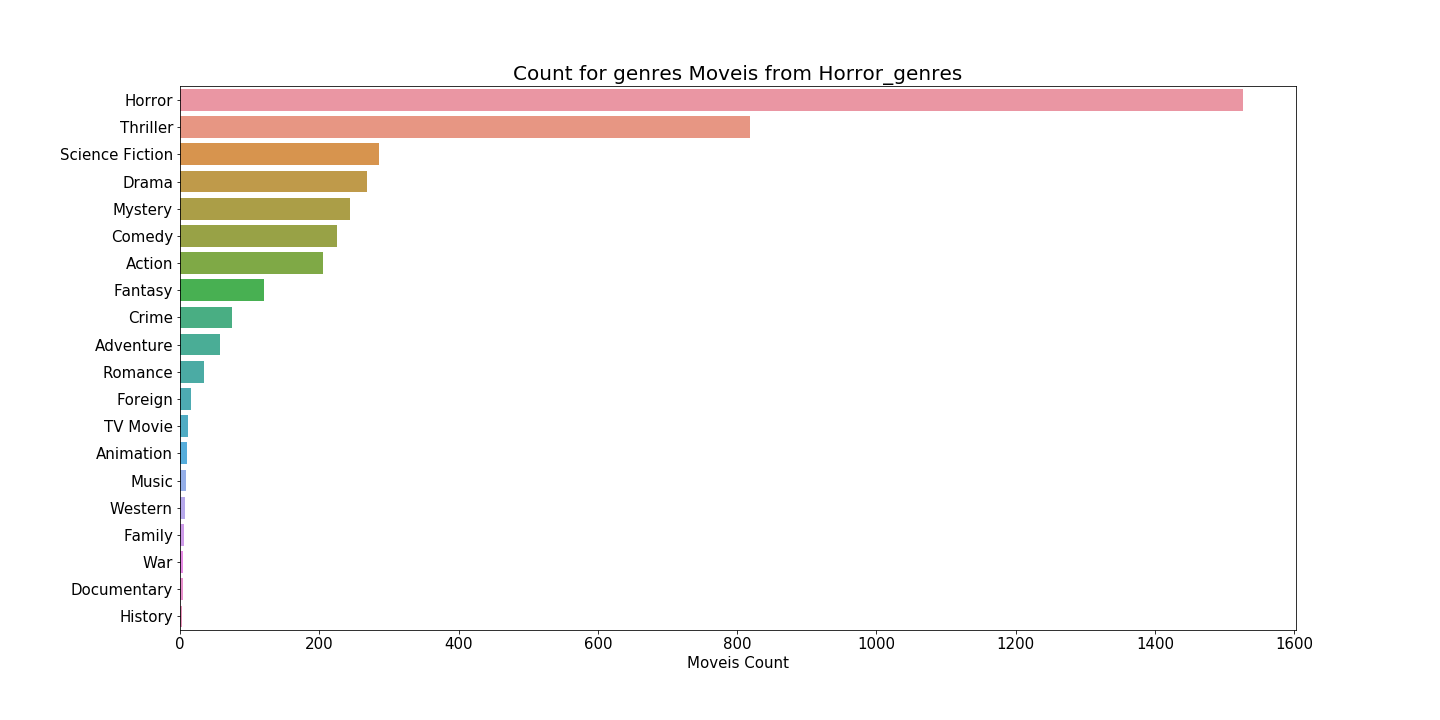 Count for genres Moveis from Horror_genres
Horror
Thriller
Science Fiction
Drama
Mystery
Comedy
Action
Fantasy
Crime
Adventure
Romance
Foreign
TV Movie
Animation
Music
Western
Family
War
Documentary
History
0 200 400 600 800 1000 1200 1400 1600
Moveis Count